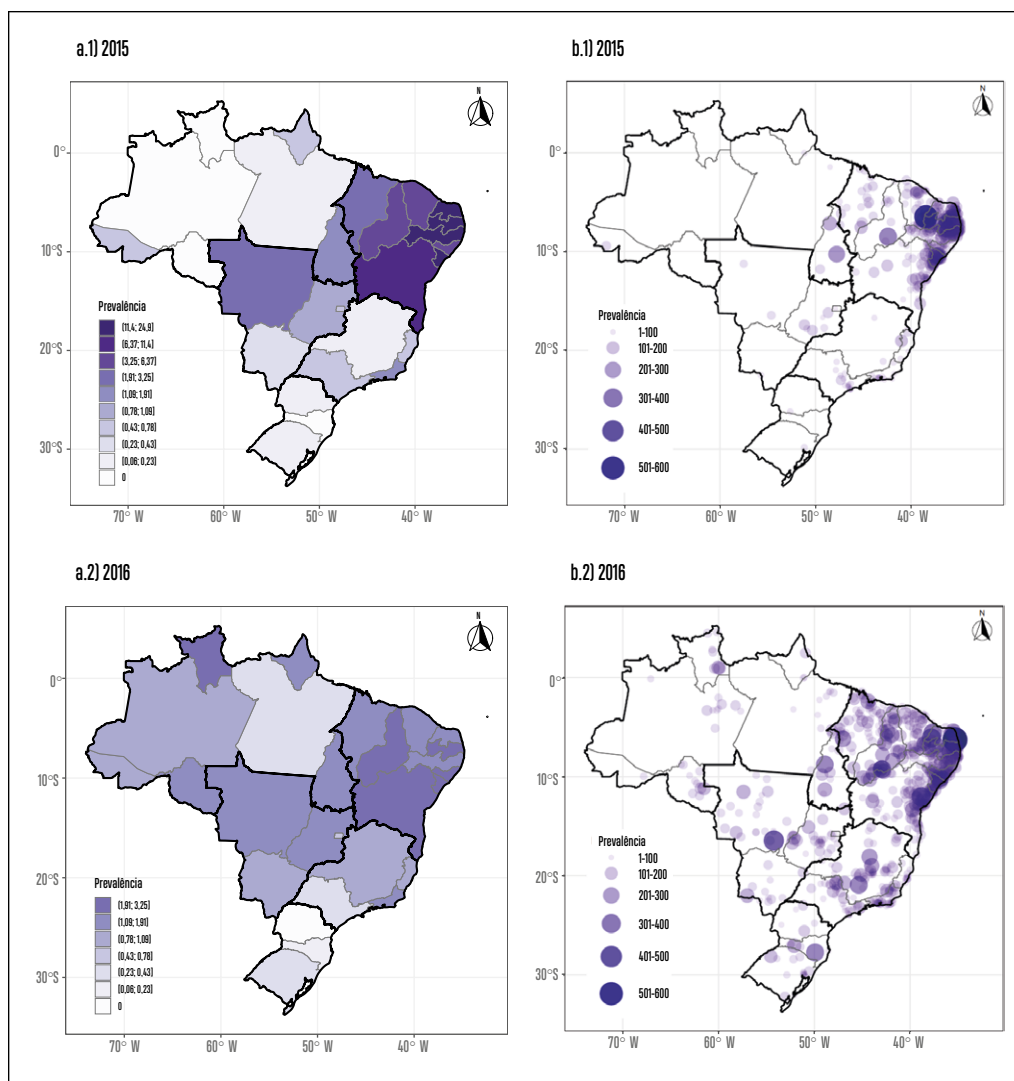 a.1) 2015
N
0°
10°S
20°S
30°S
70° W
60° W
50° W
40° W
Prevalência
(11,4; 24,9]
(6,37; 11,4]
(3,25; 6,37]
(1,91; 3,25]
(1,09; 1,91]
(0,78; 1,09]
(0,43; 0,78]
(0,23; 0,43]
[0,06; 0,23]
0
b.1) 2015
N
0°
10°S
20°S
30°S
70° W
60° W
50° W
40° W
Prevalência
1-100
101-200
201-300
301-400
401-500
501-600
a.2) 2016
N
0°
10°S
20°S
30°S
70° W
60° W
50° W
40° W
Prevalência
(1,91; 3,25]
(1,09; 1,91]
(0,78; 1,09]
(0,43; 0,78]
(0,23; 0,43]
[0,06; 0,23]
0
b.2) 2016
N
0°
10°S
20°S
30°S
70° W
60° W
50° W
40° W
Prevalência
1-100
101-200
201-300
301-400
401-500
501-600